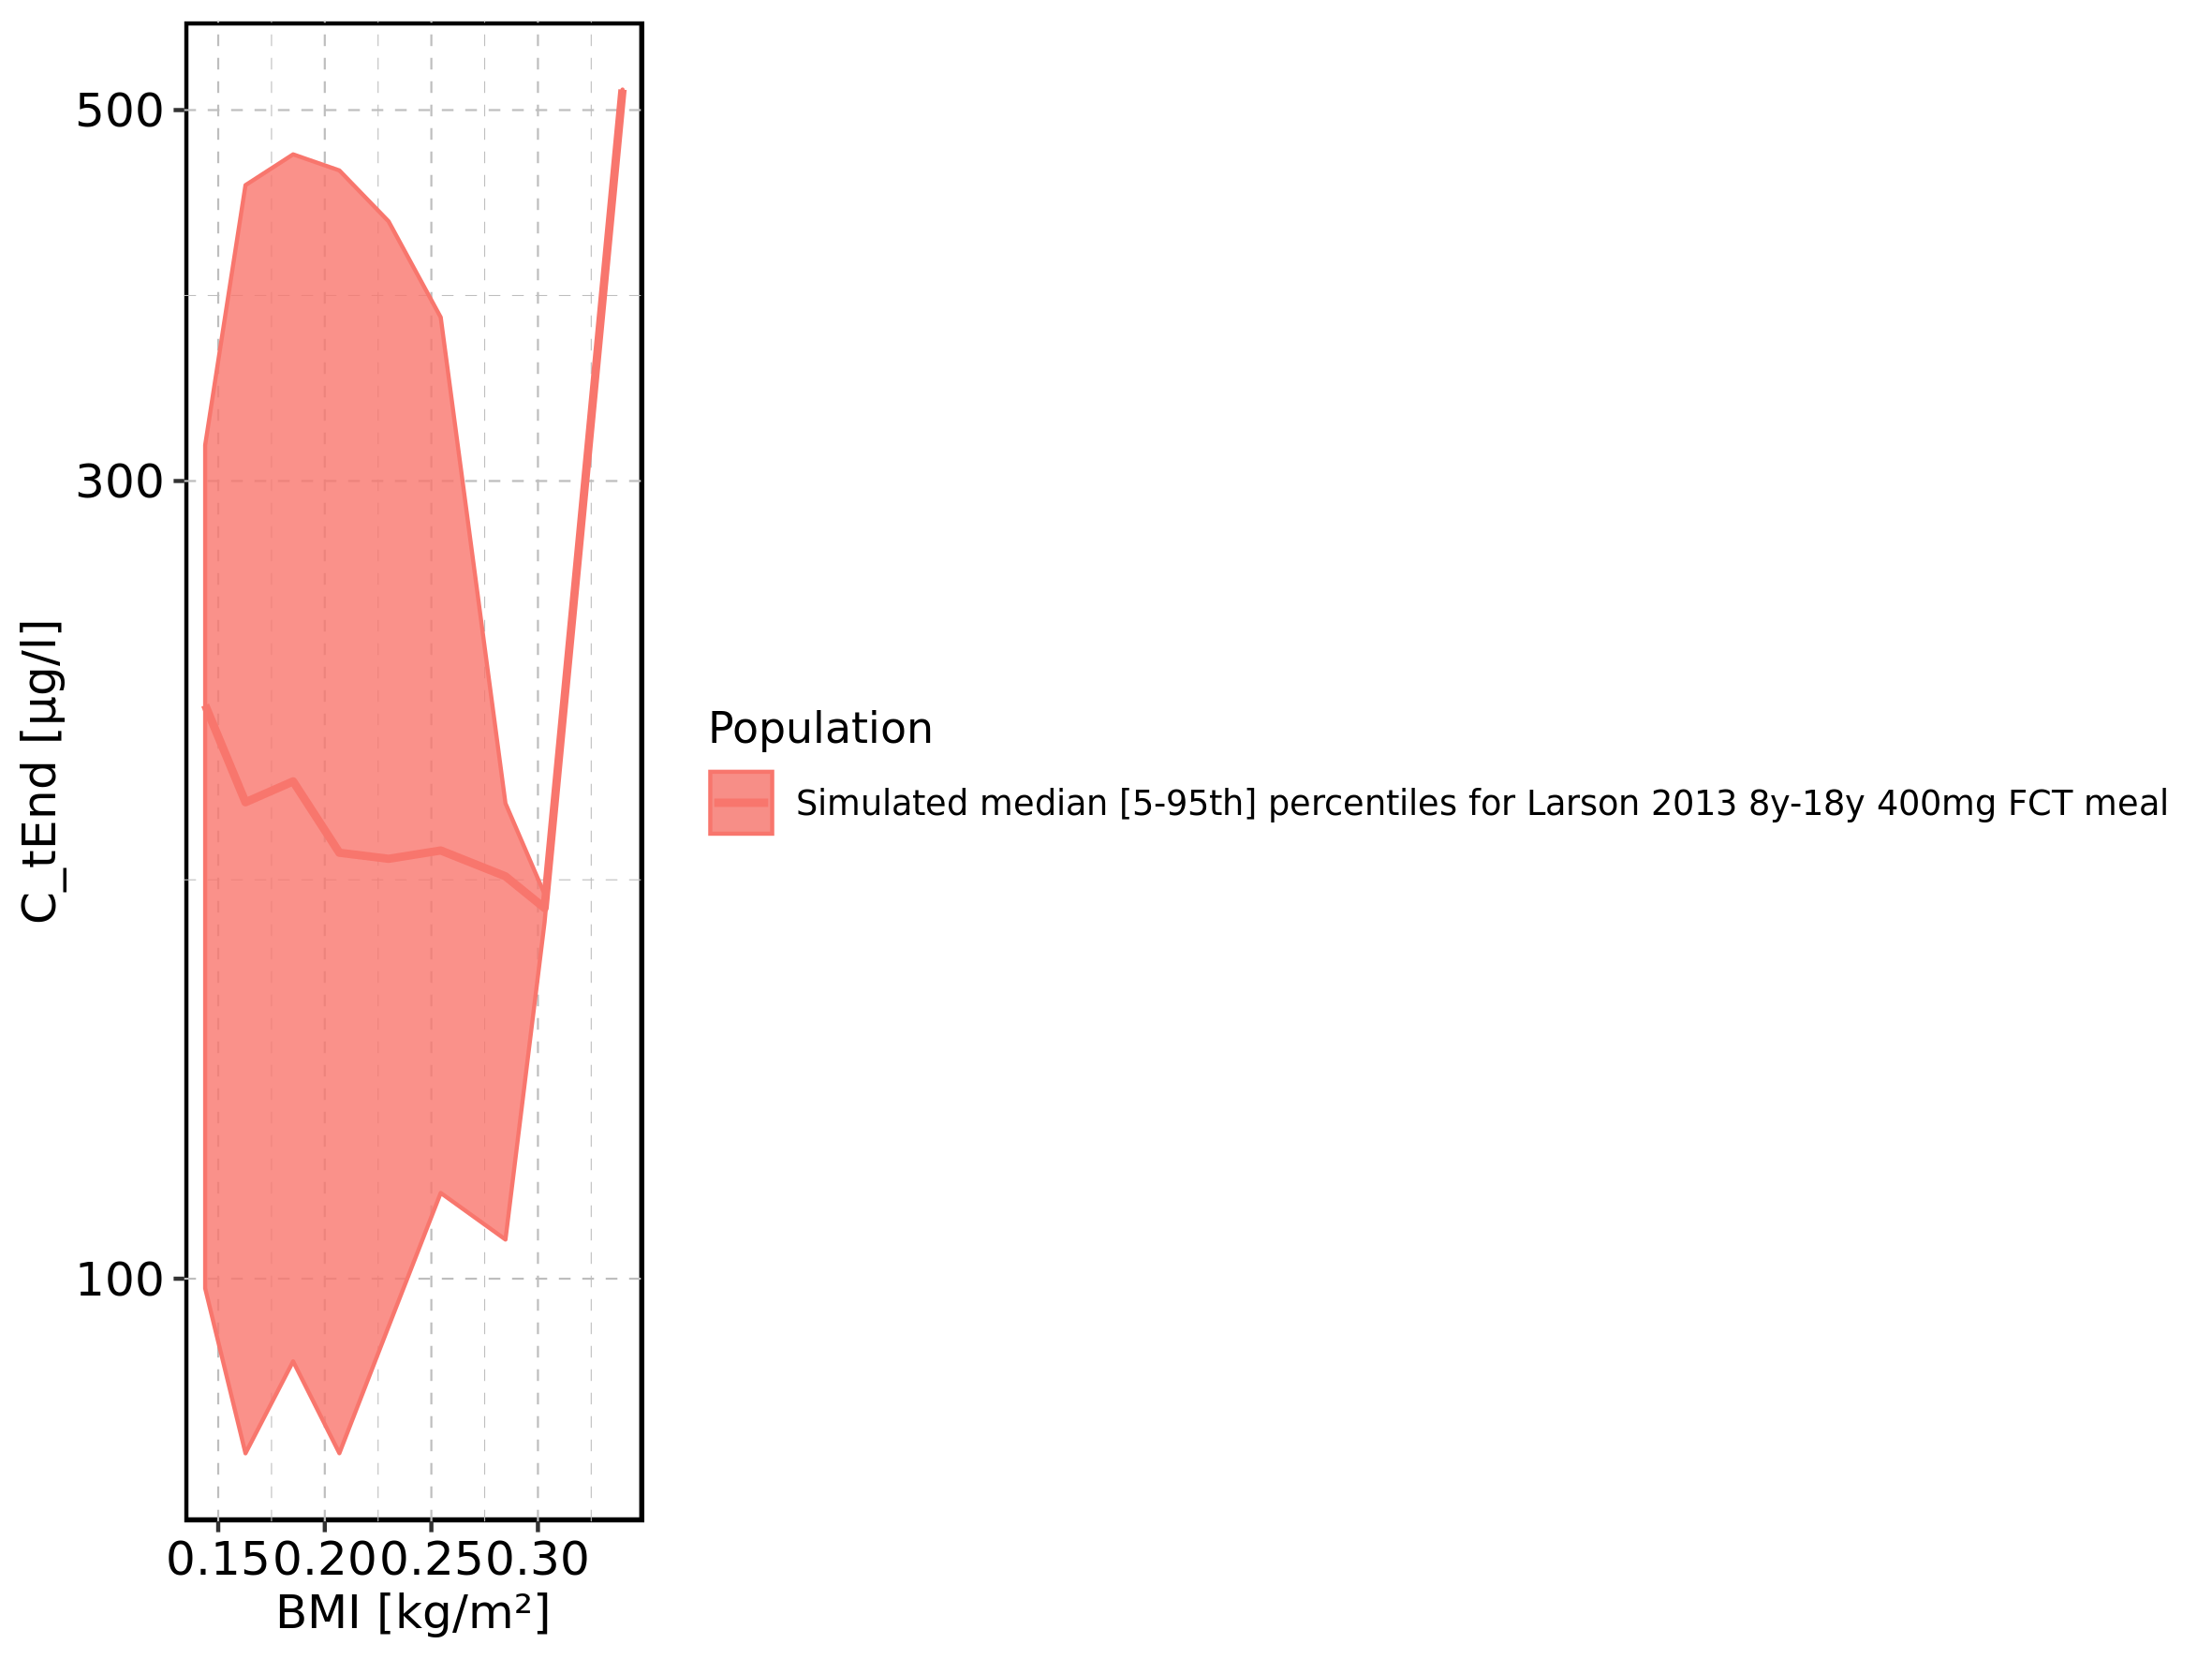 500
300
100
C_tEnd [µg/l]
0.15 0.20 0.25 0.30
BMI [kg/m²]
Population
Simulated median [5-95th] percentiles for Larson 2013 8y-18y 400mg FCT meal